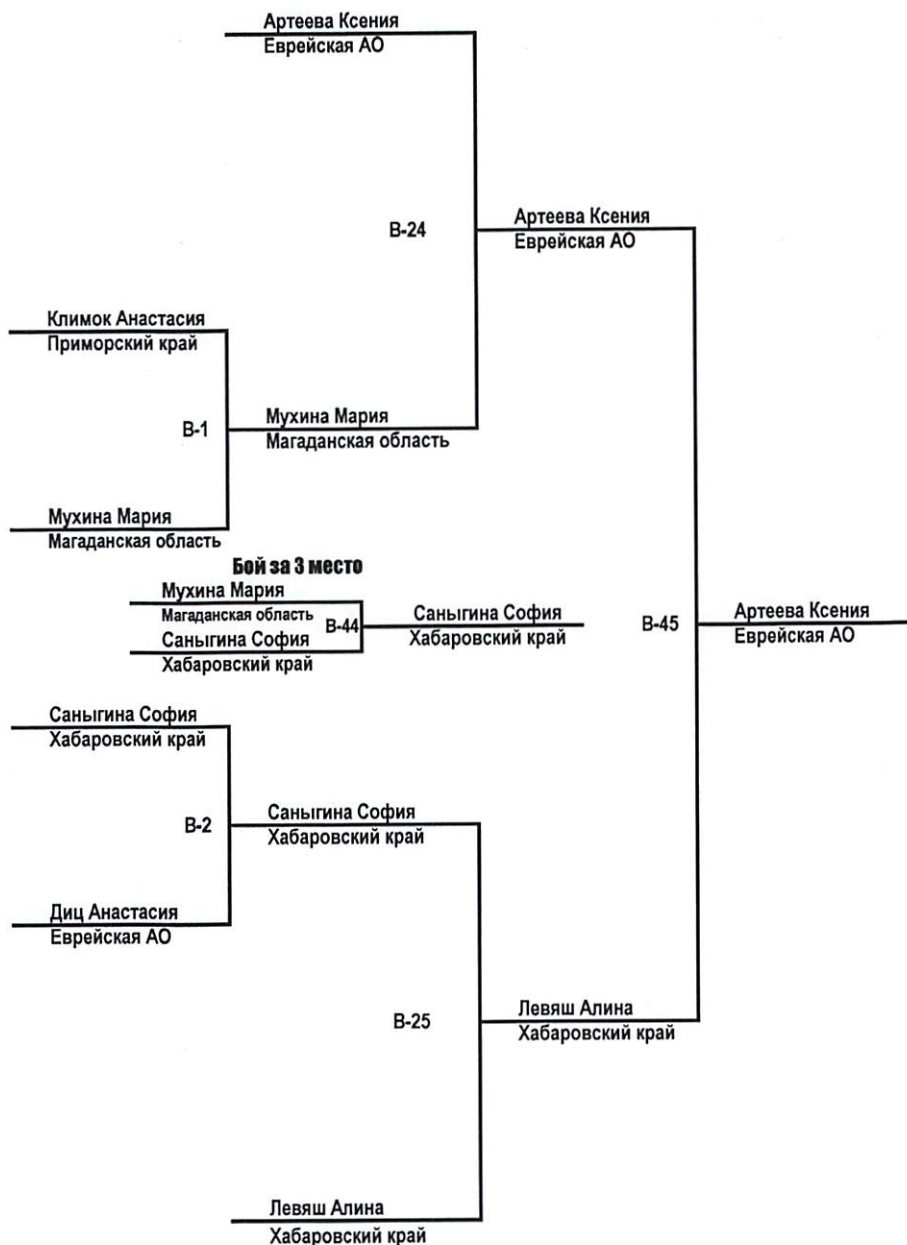 Артеева Ксения
Еврейская АО
В-24
Артеева Ксения
Еврейская АО
Климок Анастасия
Приморский край
В-1
Мухина Мария
Магаданская область
Мухина Мария
Магаданская область
Бой за 3 место
Мухина Мария
Магаданская область
В-44
Саныгина София
Хабаровский край
Саныгина София
Хабаровский край
В-45
Артеева Ксения
Еврейская АО
Саныгина София
Хабаровский край
В-2
Саныгина София
Хабаровский край
Диц Анастасия
Еврейская АО
В-25
Левяш Алина
Хабаровский край
Левяш Алина
Хабаровский край